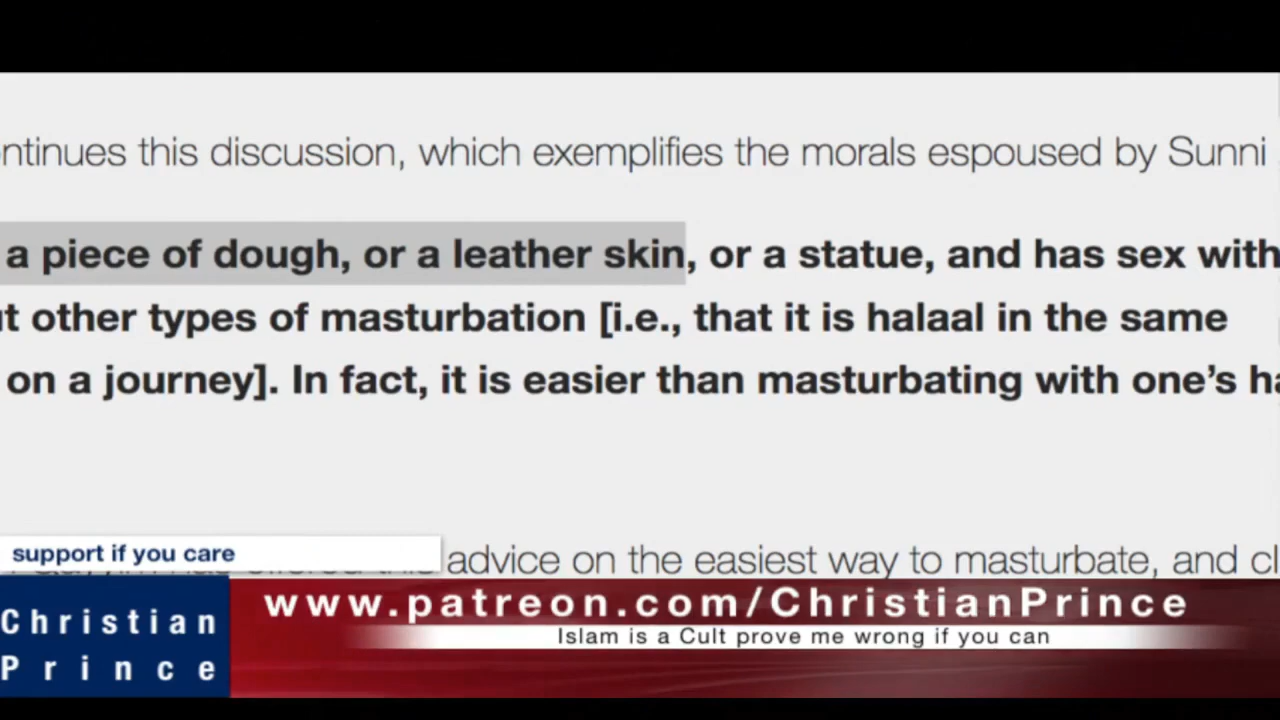 ntinues this discussion, which exemplifies the morals espoused by Sunni
a piece of dough, or a leather skin, or a statue, and has sex with
t other types of masturbation [i.e., that it is halaal in the same
on a journey]. In fact, it is easier than masturbating with one's ha
support if you care
advice on the easiest way to masturbate, and cl
www.patreon.com/ChristianPrince
Islam is a Cult prove me wrong if you can
Christian
Prince